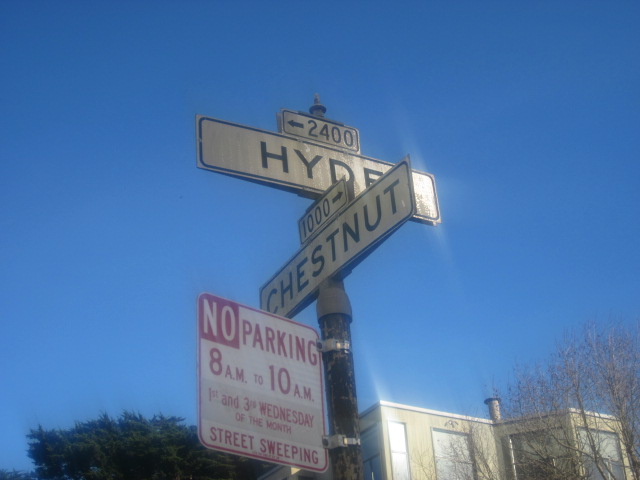 ←2400
HYDE
1000→
CHESTNUT
NO PARKING
8 A.M. TO 10 A.M.
1st and 3rd WEDNESDAY
OF THE MONTH
STREET SWEEPING